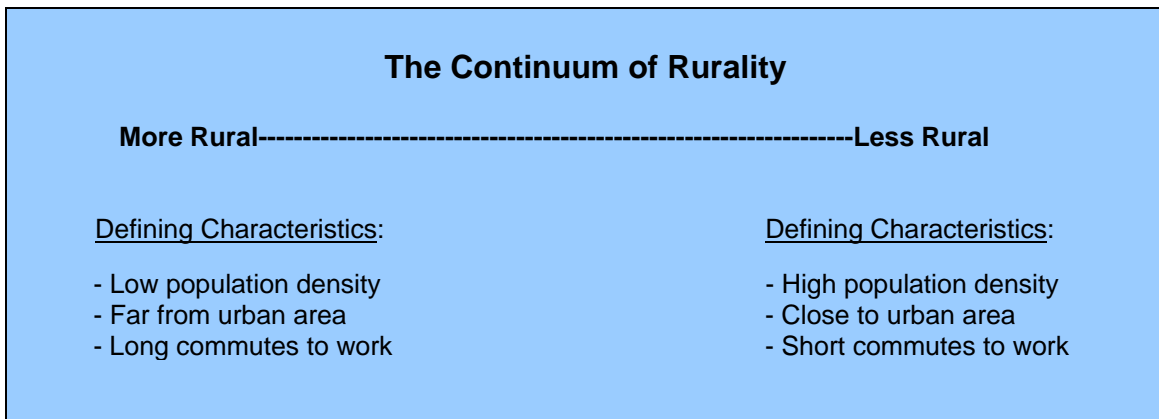 The Continuum of Rurality
More Rural-------------------------------------------------------------------Less Rural
Defining Characteristics:
- Low population density
- Far from urban area
- Long commutes to work
Defining Characteristics:
- High population density
- Close to urban area
- Short commutes to work